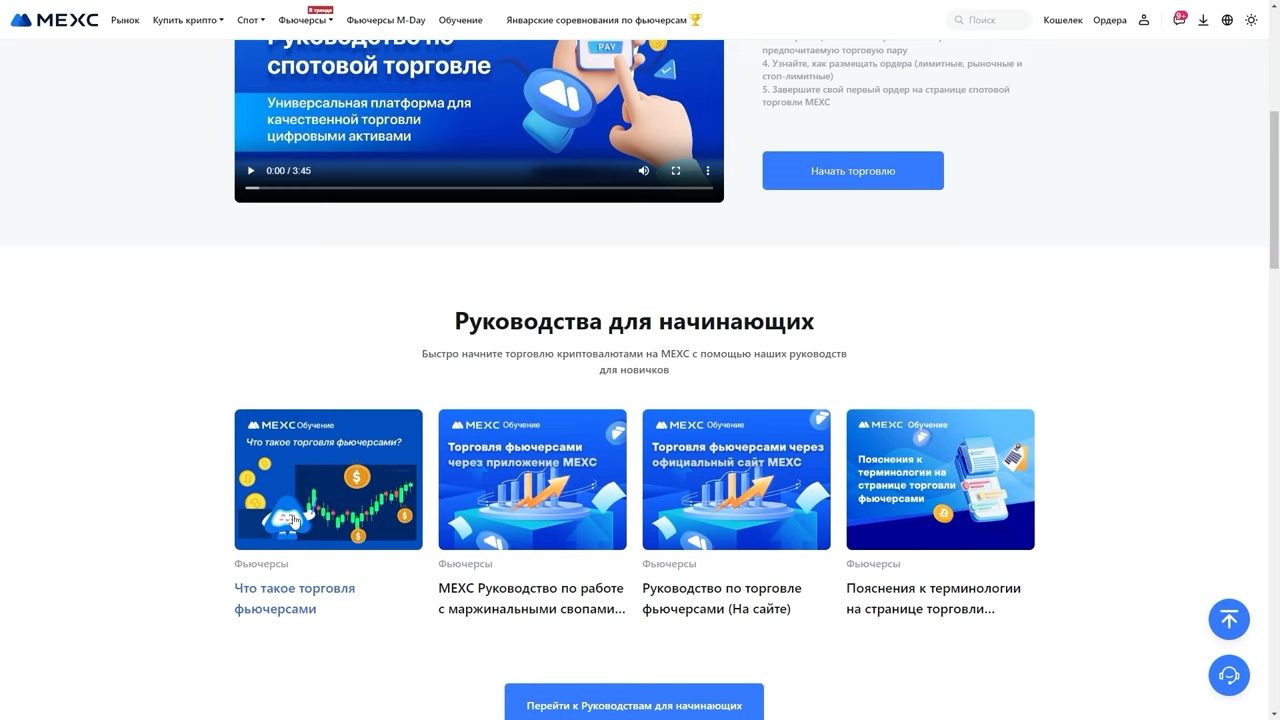 MEXC
Рынок
Купить крипто
Спот
В тренде
Фьючерсы
Фьючерсы M-Day
Обучение
Январские соревнования по фьючерсам
Поиск
Кошелек
Ордера
9+
Руководство по
спотовой торговле
Универсальная платформа для
качественной торговли
цифровыми активами
PAY
0:00 / 3:45
предпочитаемую торговую пару
4. Узнайте, как размещать ордера (лимитные, рыночные и
стоп-лимитные)
5. Завершите свой первый ордер на странице спотовой
торговли MEXC
Начать торговлю
Руководства для начинающих
Быстро начните торговлю криптовалютами на MEXC с помощью наших руководств
для новичков
MEXC Обучение
Что такое торговля фьючерсами?
Фьючерсы
Что такое торговля
фьючерсами
MEXC Обучение
Торговля фьючерсами
через приложение MEXC
Фьючерсы
MEXC Руководство по работе
с маржинальными свопами...
MEXC Обучение
Торговля фьючерсами через
официальный сайт MEXC
Фьючерсы
Руководство по торговле
фьючерсами (На сайте)
MEXC Обучение
Пояснения к
терминологии на
странице торговли
фьючерсами
Фьючерсы
Пояснения к терминологии
на странице торговли...
Перейти к Руководствам для начинающих